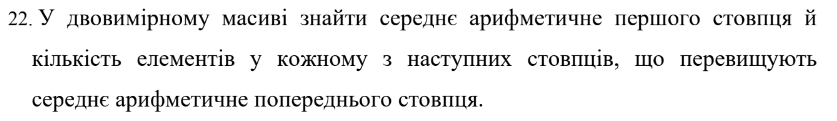 22. У двовимірному масиві знайти середнє арифметичне першого стовпця й
кількість елементів у кожному з наступних стовпців, що перевищують
середнє арифметичне попереднього стовпця.